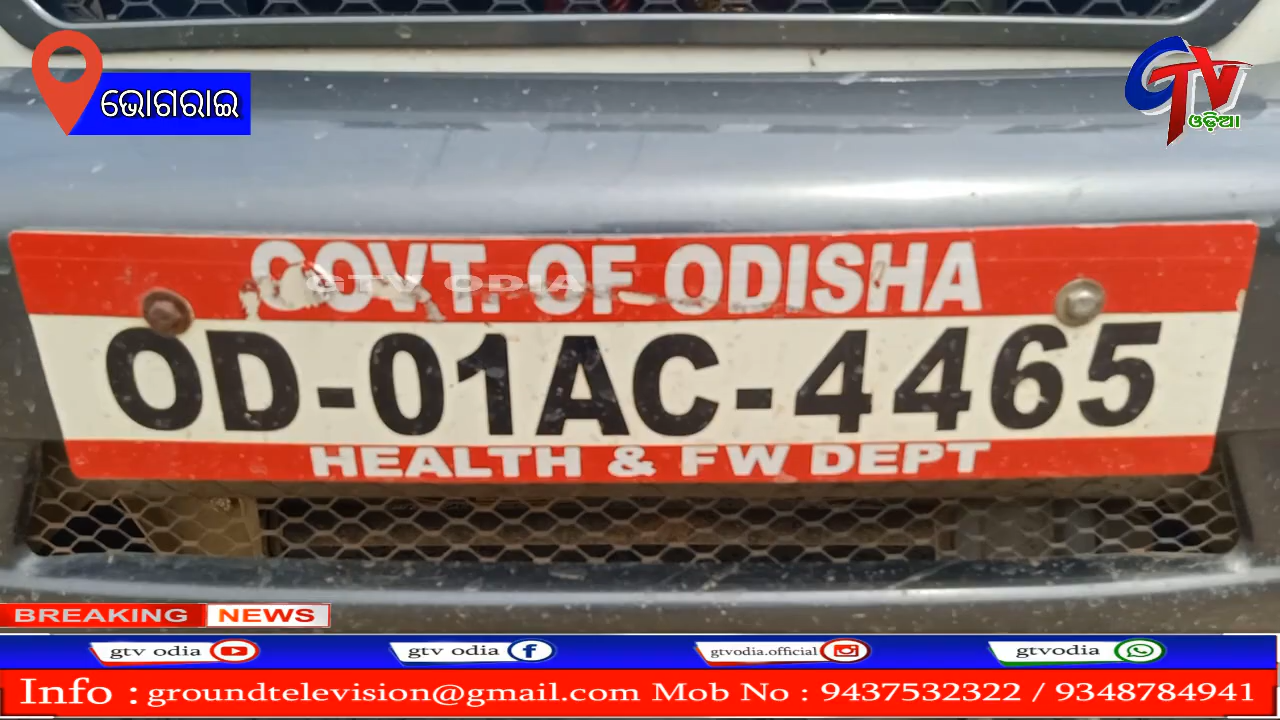 ଭୋଗରାଇ
GTV
ଓଡ଼ିଆ
GOVT. OF ODISHA
GTV ODIA
OD-01AC-4465
HEALTH & FW DEPT
BREAKING NEWS
gtv odia gtv odia gtvodia.official gtvodia
Info : groundtelevision@gmail.com Mob No : 9437532322 / 9348784941